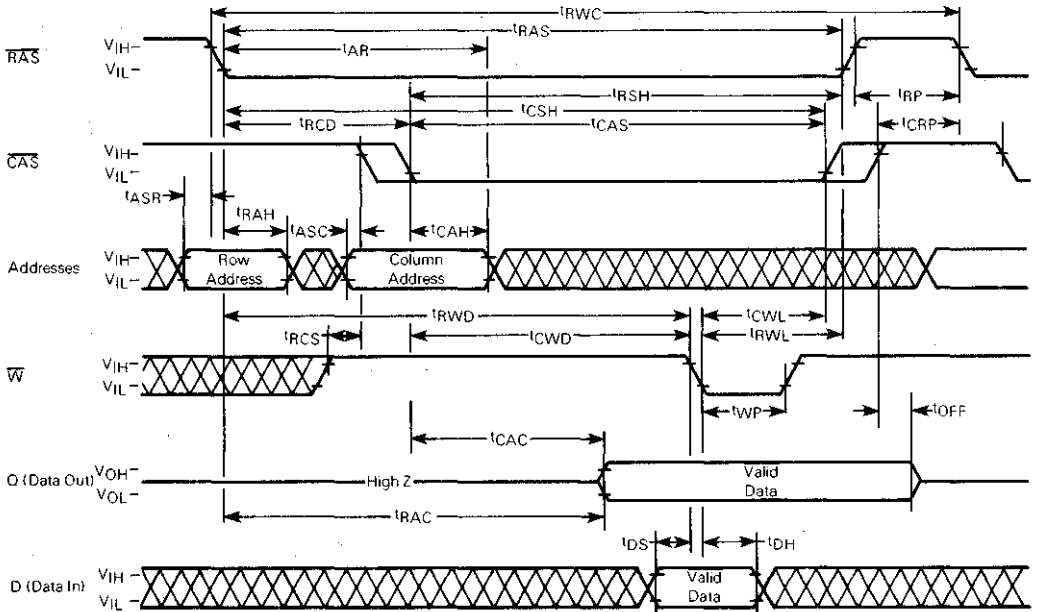 tRWC
tRAS
tAR
RAS
VIH
VIL
tRSH
tRP
tCSH
tRCD
tCAS
tCRP
CAS
VIH
VIL
tASR
tRAH
tASC
tCAH
Addresses
VIH
VIL
Row
Address
Column
Address
tRWD
tCWL
tRCS
tCWD
tRWL
W
VIH
VIL
tWP
tOFF
tCAC
Q (Data Out)
VOH
VOL
High Z
Valid
Data
tRAC
tDS
tDH
D (Data In)
VIH
VIL
Valid
Data